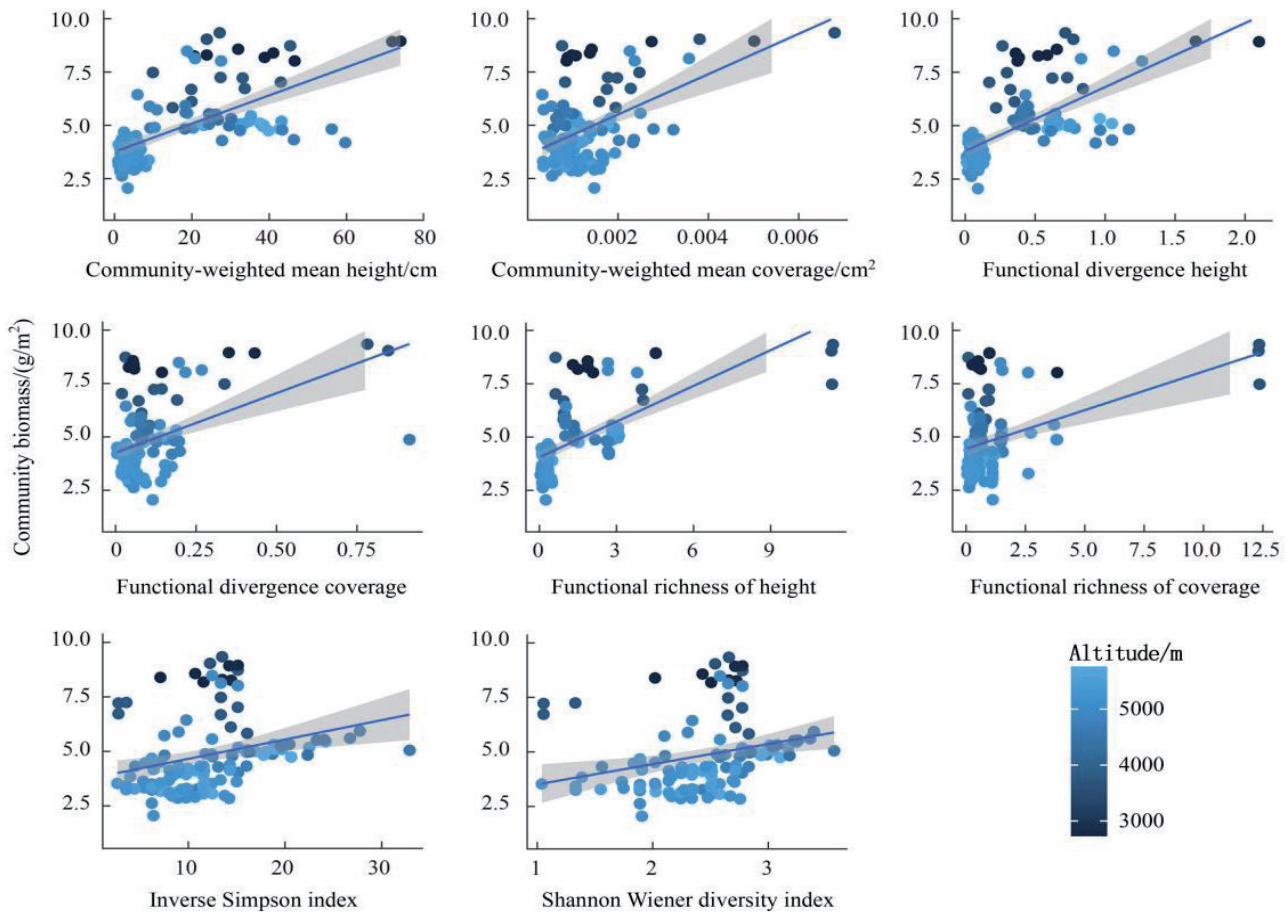 10.0
7.5
5.0
2.5
0 20 40 60 80
Community-weighted mean height/cm
10.0
7.5
5.0
2.5
0.002 0.004 0.006
Community-weighted mean coverage/cm²
10.0
7.5
5.0
2.5
0 0.5 1.0 1.5 2.0
Functional divergence height
Community biomass/(g/m²)
10.0
7.5
5.0
2.5
0 0.25 0.50 0.75
Functional divergence coverage
10.0
7.5
5.0
2.5
0 3 6 9
Functional richness of height
10.0
7.5
5.0
2.5
0 2.5 5.0 7.5 10.0 12.5
Functional richness of coverage
10.0
7.5
5.0
2.5
10 20 30
Inverse Simpson index
10.0
7.5
5.0
2.5
1 2 3
Shannon Wiener diversity index
Altitude/m
5000
4000
3000